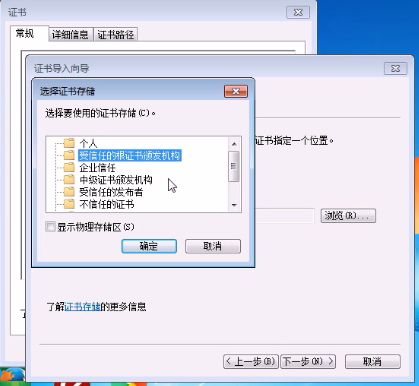 证书
常规
详细信息
证书路径
证书导入向导
选择证书存储
选择要使用的证书存储(C)。
个人
受信任的根证书颁发机构
企业信任
中级证书颁发机构
受信任的发布者
不信任的证书
显示物理存储区(S)
确定
取消
证书指定一个位置。
浏览(R)...
了解证书存储的更多信息
< 上一步(B)
下一步(N) >
取消